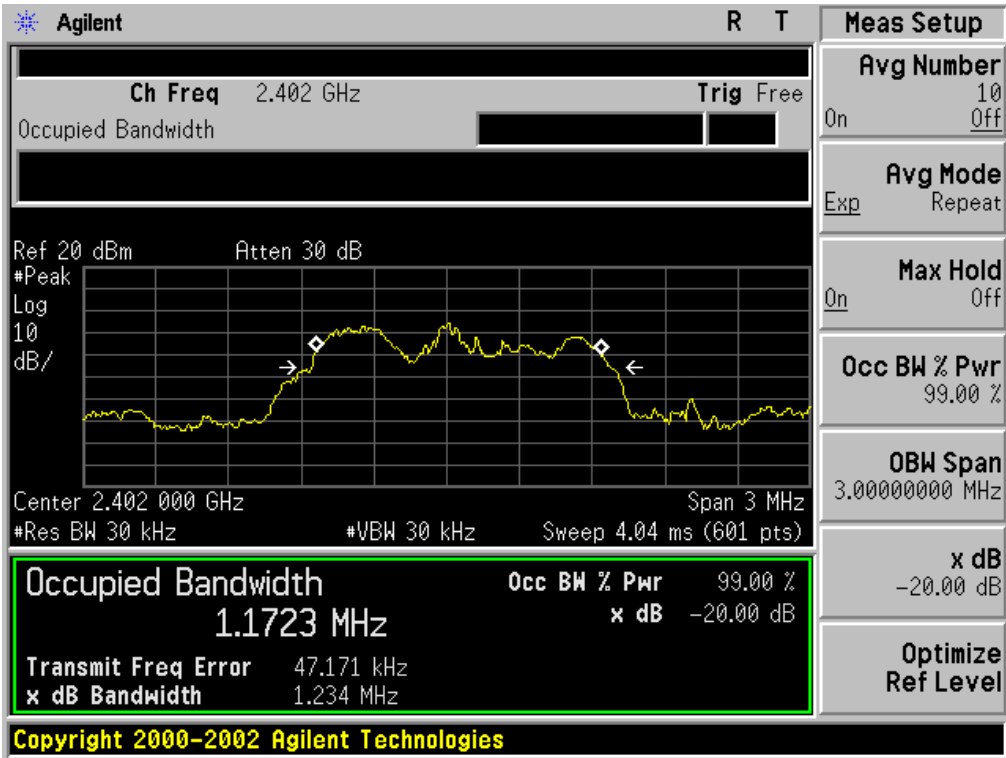 Agilent R T
Ch Freq 2.402 GHz Trig Free
Occupied Bandwidth
Ref 20 dBm Atten 30 dB
#Peak
Log
10
dB/
Center 2.402 000 GHz Span 3 MHz
#Res BW 30 kHz #VBW 30 kHz Sweep 4.04 ms (601 pts)
Occupied Bandwidth Occ BW % Pwr 99.00 %
1.1723 MHz x dB -20.00 dB
Transmit Freq Error 47.171 kHz
x dB Bandwidth 1.234 MHz
Copyright 2000-2002 Agilent Technologies
Meas Setup
Avg Number
10
On Off
Avg Mode
Exp Repeat
Max Hold
On Off
Occ BW % Pwr
99.00 %
OBW Span
3.00000000 MHz
x dB
-20.00 dB
Optimize
Ref Level